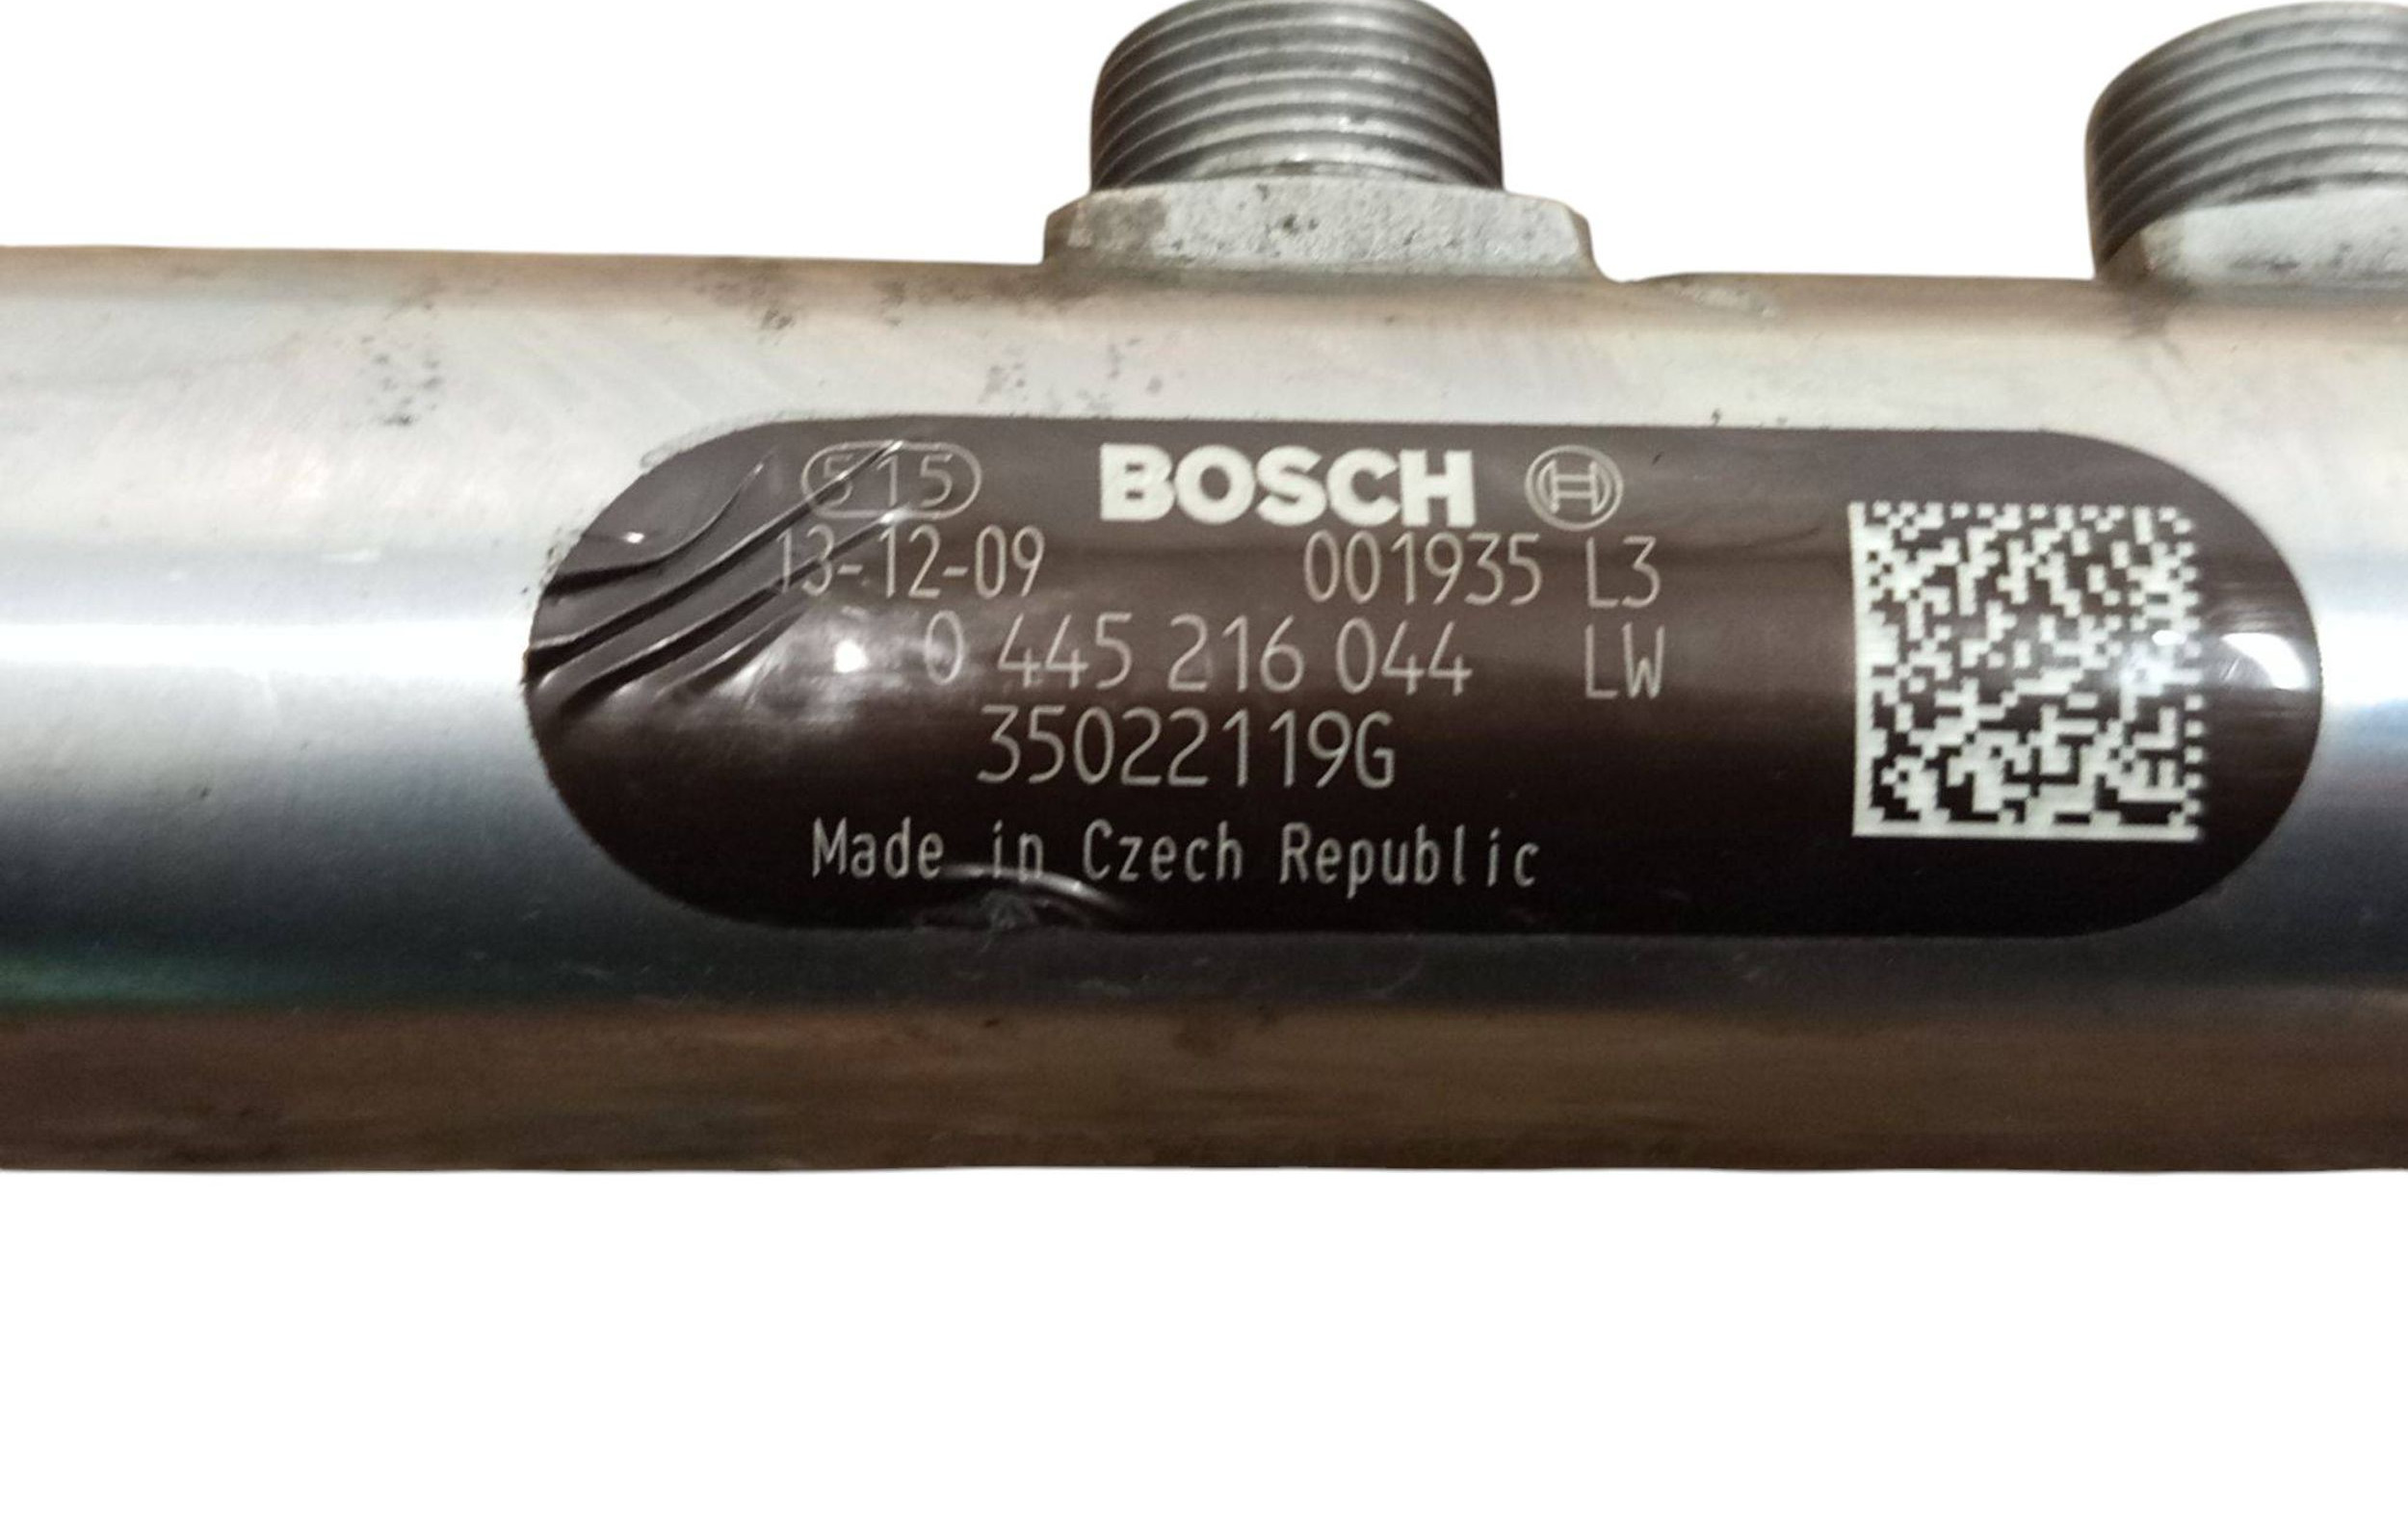 515 BOSCH
13-12-09 001935 L3
0 445 216 044 LW
35022119G
Made in Czech Republic